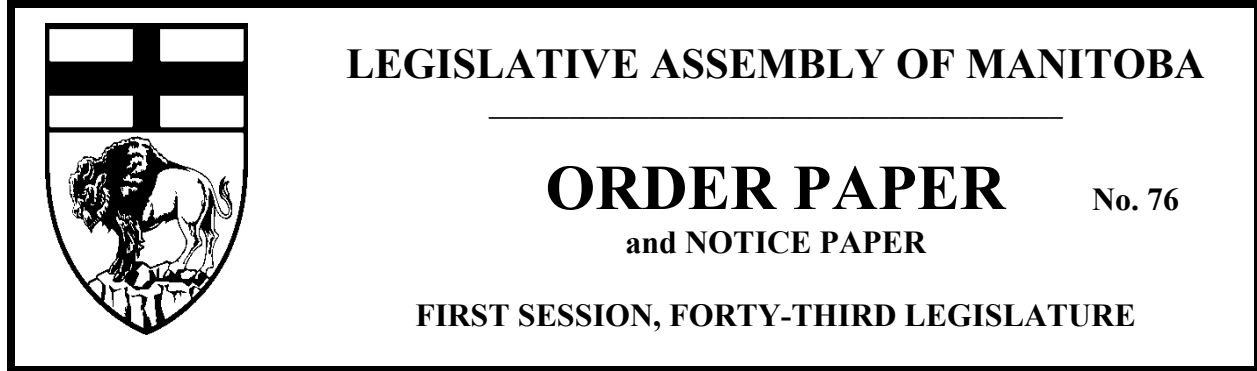 LEGISLATIVE ASSEMBLY OF MANITOBA
ORDER PAPER No. 76
and NOTICE PAPER
FIRST SESSION, FORTY-THIRD LEGISLATURE